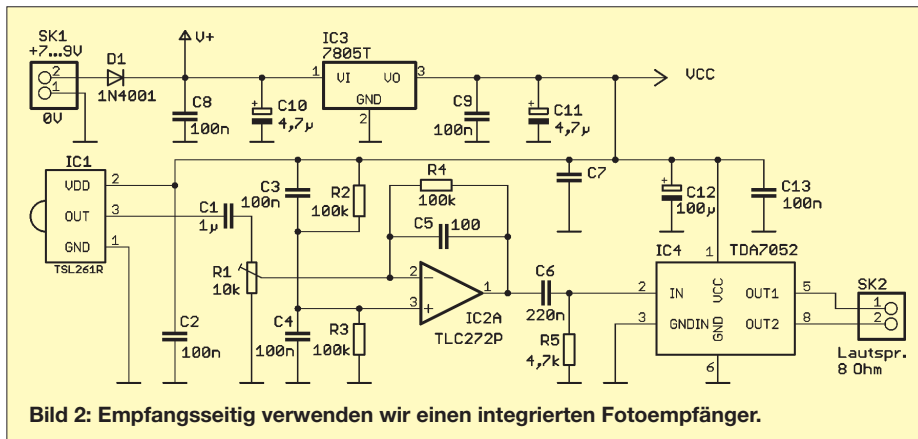 SK1
+7...9V
2
1
0V
D1
1N4001
V+
C8
100n
C10
4,7µ
IC3
7805T
1
VI
VO
3
GND
2
C9
100n
C11
4,7µ
VCC
IC1
VDD
2
OUT
3
GND
1
TSL261R
C1
1µ
R1
10k
C2
100n
C3
100n
R2
100k
C4
100n
R3
100k
R4
100k
C5
100
2
3
1
IC2A
TLC272P
C6
220n
R5
4,7k
C7
C12
100µ
C13
100n
IC4
TDA7052
1
2
IN
VCC
OUT1
5
3
GNDIN
GND
OUT2
8
6
SK2
1
2
Lautspr.
8 Ohm
Bild 2: Empfangsseitig verwenden wir einen integrierten Fotoempfänger.